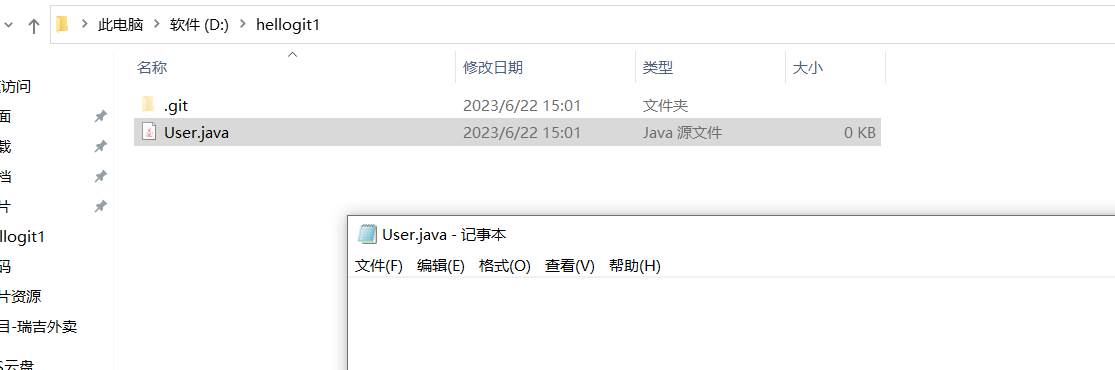 此电脑 > 软件 (D:) > hellogit1
名称 修改日期 类型 大小
访问
.git 2023/6/22 15:01 文件夹
面
User.java 2023/6/22 15:01 Java 源文件 0 KB
载
档
片
llogit1
User.java - 记事本
码
文件(F) 编辑(E) 格式(O) 查看(V) 帮助(H)
片资源
目-瑞吉外卖
S云盘